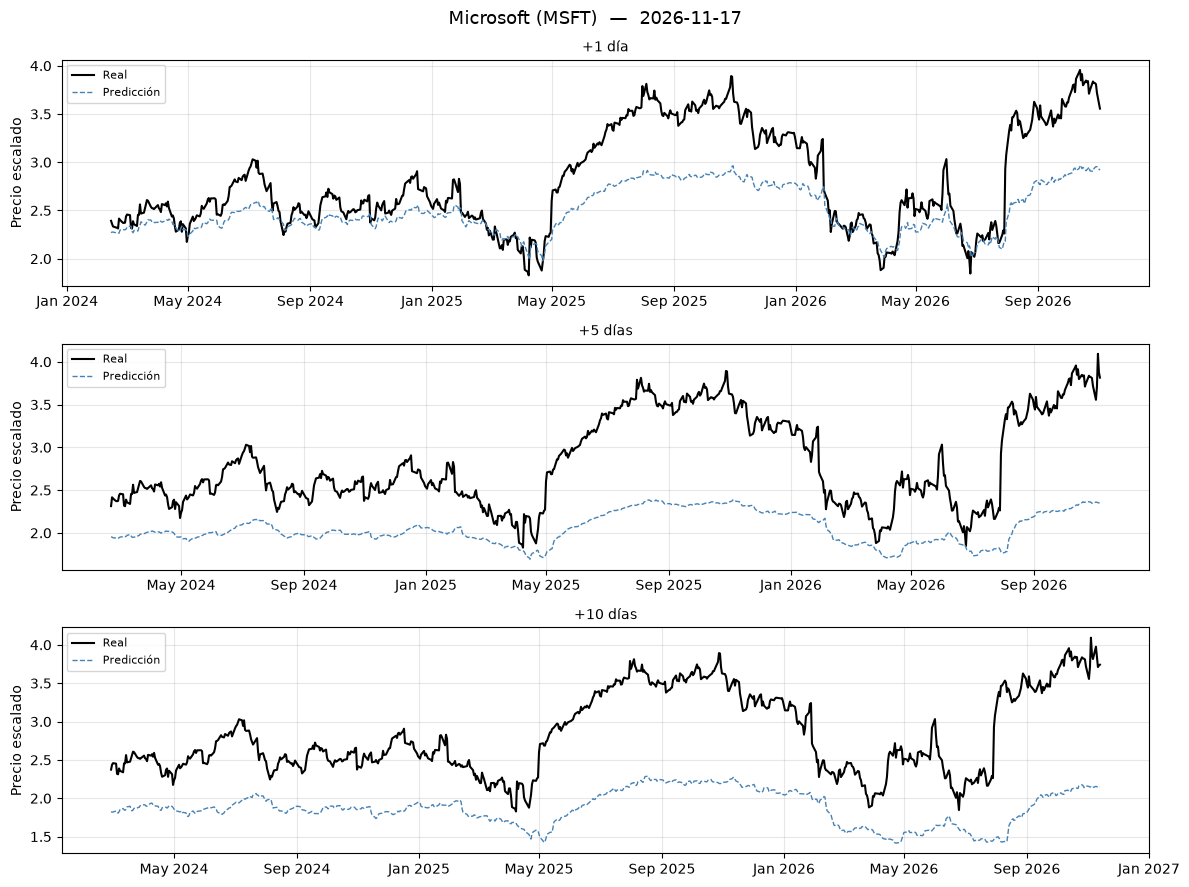 Microsoft (MSFT) — 2026-11-17
+1 día
Precio escalado
4.0
3.5
3.0
2.5
2.0
Real
Predicción
Jan 2024 May 2024 Sep 2024 Jan 2025 May 2025 Sep 2025 Jan 2026 May 2026 Sep 2026
+5 días
Precio escalado
4.0
3.5
3.0
2.5
2.0
Real
Predicción
May 2024 Sep 2024 Jan 2025 May 2025 Sep 2025 Jan 2026 May 2026 Sep 2026
+10 días
Precio escalado
4.0
3.5
3.0
2.5
2.0
1.5
Real
Predicción
May 2024 Sep 2024 Jan 2025 May 2025 Sep 2025 Jan 2026 May 2026 Sep 2026 Jan 2027